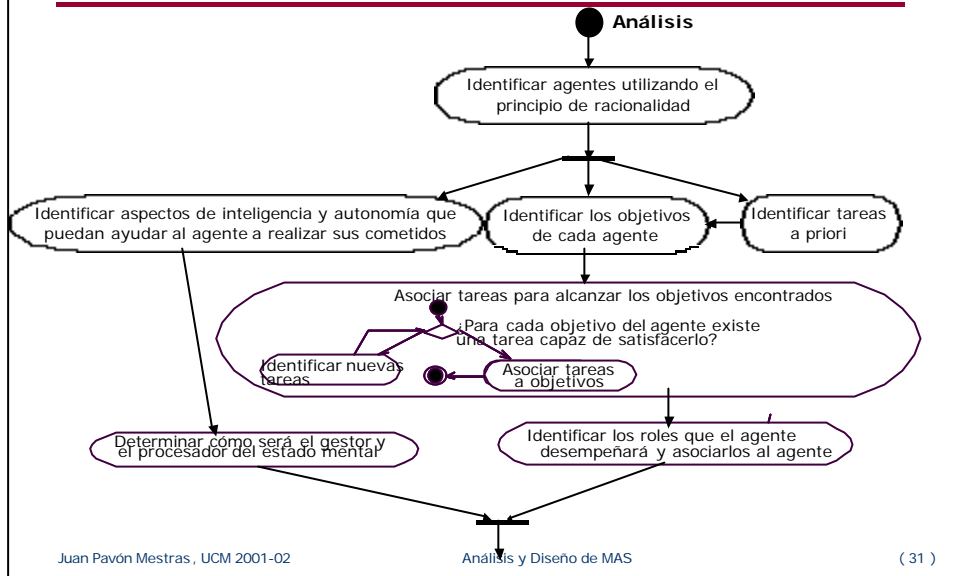 Análisis
Identificar agentes utilizando el
principio de racionalidad
Identificar aspectos de inteligencia y autonomía que
puedan ayudar al agente a realizar sus cometidos
Identificar los objetivos
de cada agente
Identificar tareas
a priori
Asociar tareas para alcanzar los objetivos encontrados
¿Para cada objetivo del agente existe
una tarea capaz de satisfacerlo?
Identificar nuevas
tareas
Asociar tareas
a objetivos
Determinar cómo será el gestor y
el procesador del estado mental
Identificar los roles que el agente
desempeñará y asociarlos al agente
Juan Pavón Mestras, UCM 2001-02
Análisis y Diseño de MAS
( 31 )